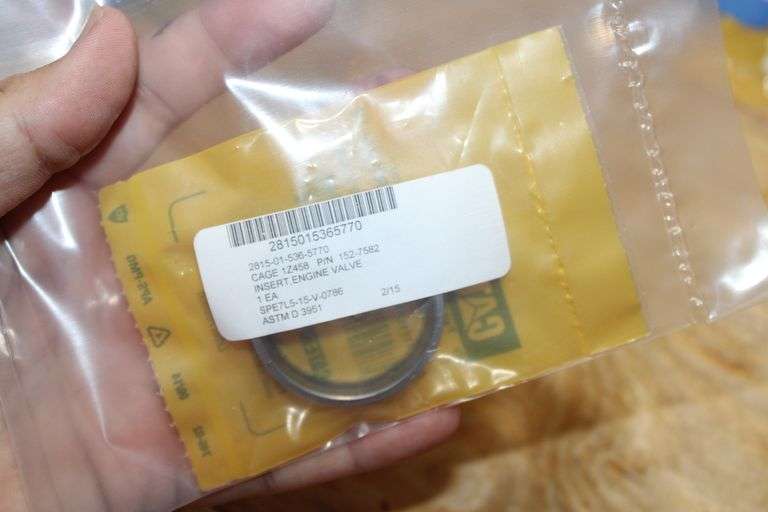 2815015365770
2815-01-536-5770
CAGE 1Z458 P/N 152-7582
INSERT,ENGINE VALVE
1 EA
SPE7L5-15-V-0786 2/15
ASTM D 3951
CAT